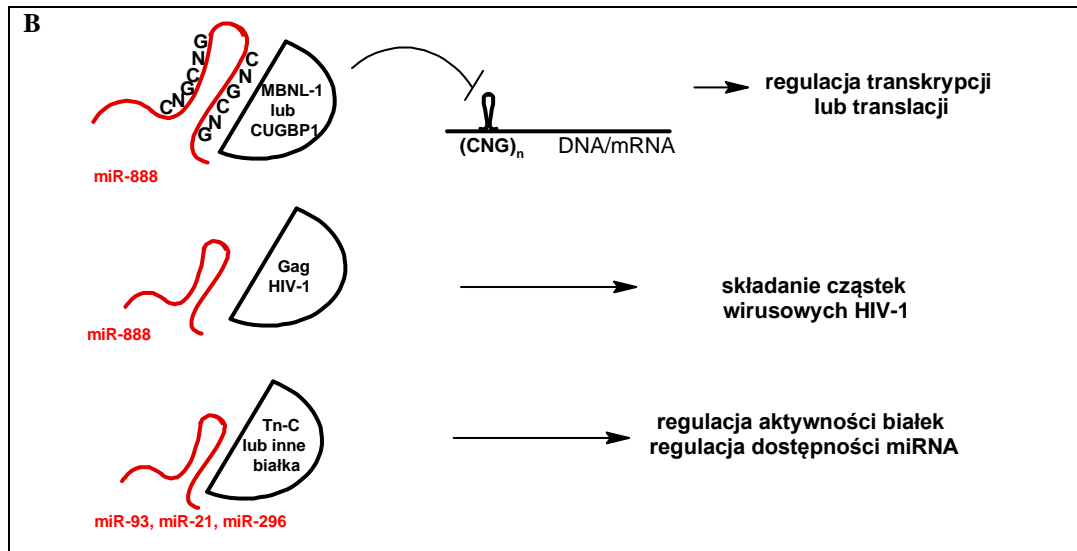 B
GNCGNC
CNGCNG
MBNL-1
lub
CUGBP1
miR-888
(CNG)n
DNA/mRNA
regulacja transkrypcji
lub translacji
Gag
HIV-1
miR-888
składanie cząstek
wirusowych HIV-1
Tn-C
lub inne
białka
miR-93, miR-21, miR-296
regulacja aktywności białek
regulacja dostępności miRNA